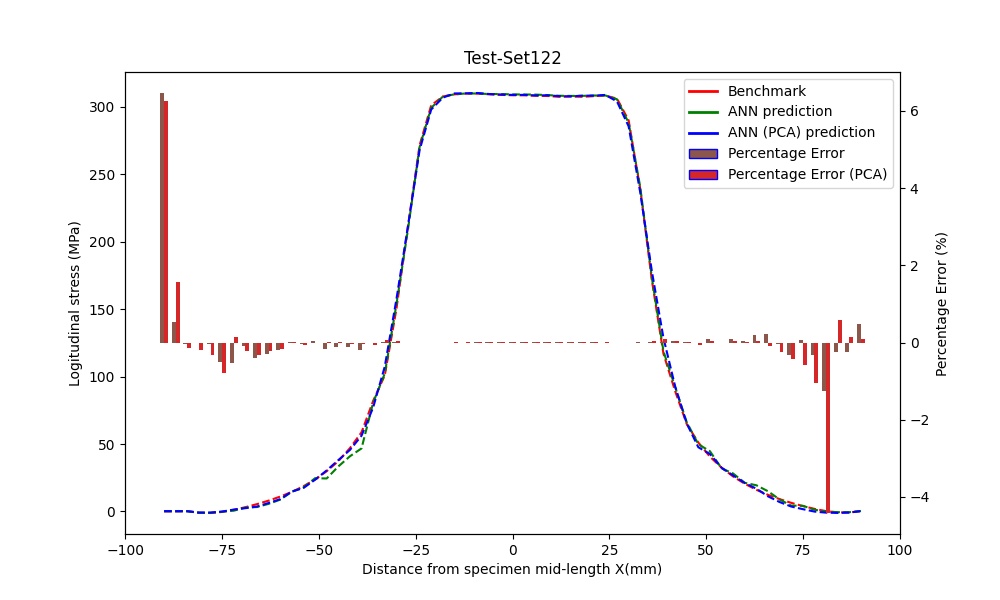 Test-Set122
Benchmark
ANN prediction
ANN (PCA) prediction
Percentage Error
Percentage Error (PCA)
Logitudinal stress (MPa)
300
250
200
150
100
50
0
6
4
2
0
−2
−4
Percentage Error (%)
−100 −75 −50 −25 0 25 50 75 100
Distance from specimen mid-length X(mm)